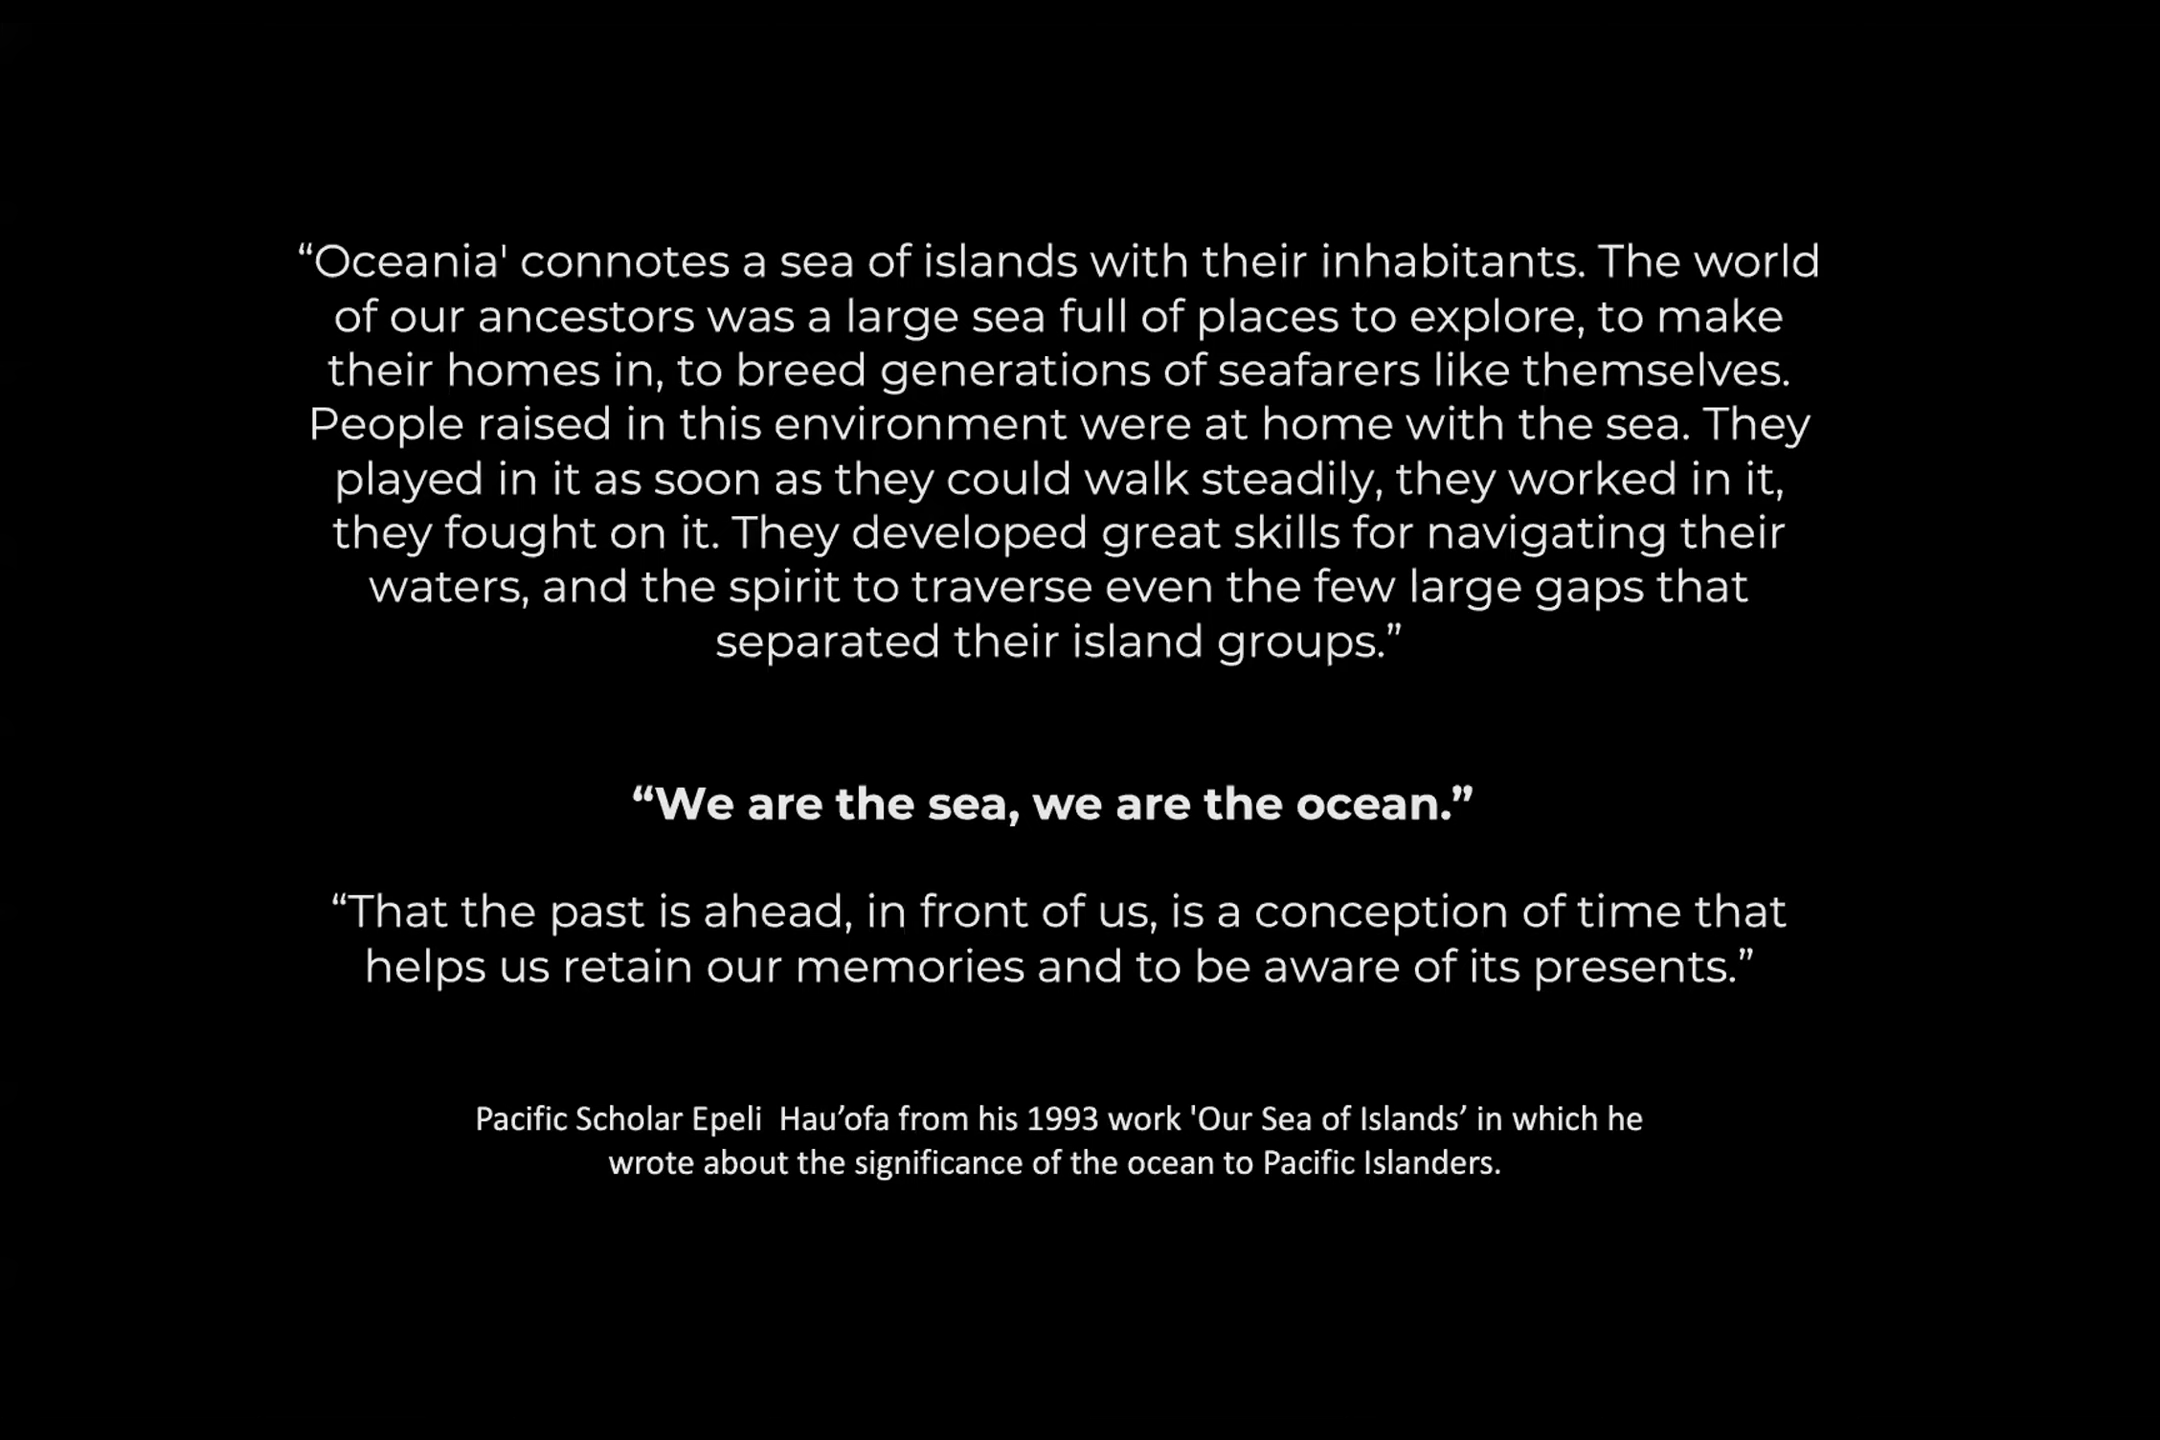 “Oceania' connotes a sea of islands with their inhabitants. The world
of our ancestors was a large sea full of places to explore, to make
their homes in, to breed generations of seafarers like themselves.
People raised in this environment were at home with the sea. They
played in it as soon as they could walk steadily, they worked in it,
they fought on it. They developed great skills for navigating their
waters, and the spirit to traverse even the few large gaps that
separated their island groups.”
“We are the sea, we are the ocean.”
“That the past is ahead, in front of us, is a conception of time that
helps us retain our memories and to be aware of its presents.”
Pacific Scholar Epeli  Hau’ofa from his 1993 work 'Our Sea of Islands’ in which he
wrote about the significance of the ocean to Pacific Islanders.